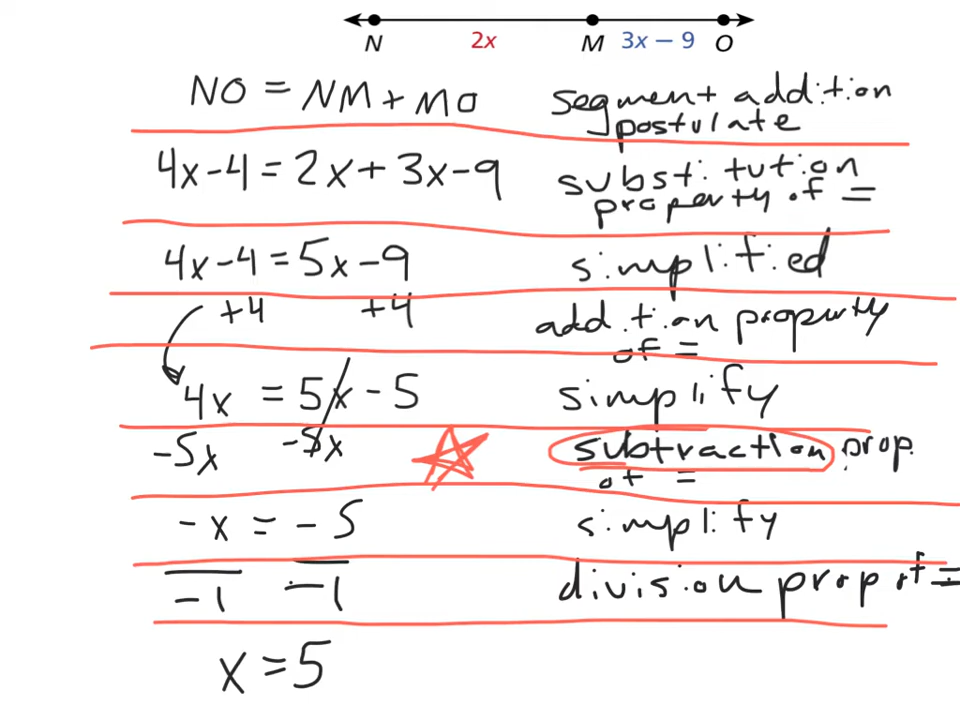 N 2x M 3x – 9 O
NO = NM + MO segment addition
postulate
4x-4 = 2x + 3x-9 substitution
property of =
4x-4 = 5x-9 simplified
+4 +4 addition property
of =
4x = 5x - 5 simplify
-5x -5x subtraction prop.
of =
-x = -5 simplify
-1 -1 division prop of =
x = 5